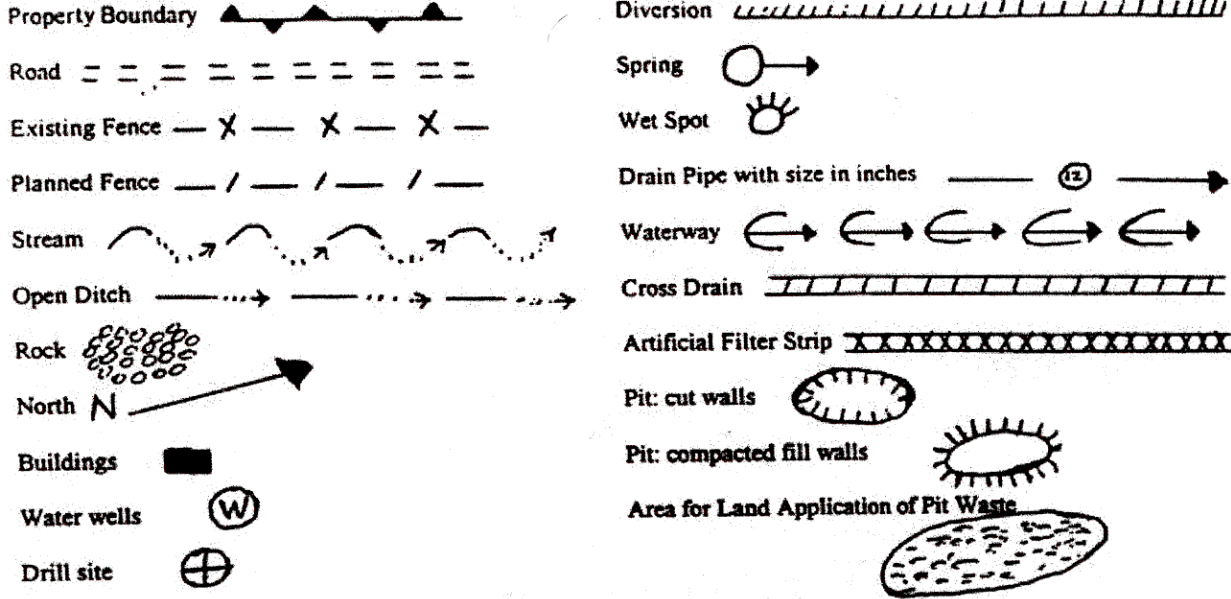 Property Boundary
Road
Existing Fence
Planned Fence
Stream
Open Ditch
Rock
North N
Buildings
Water wells W
Drill site
Diversion
Spring
Wet Spot
Drain Pipe with size in inches 12
Waterway
Cross Drain
Artificial Filter Strip
Pit: cut walls
Pit: compacted fill walls
Area for Land Application of Pit Waste